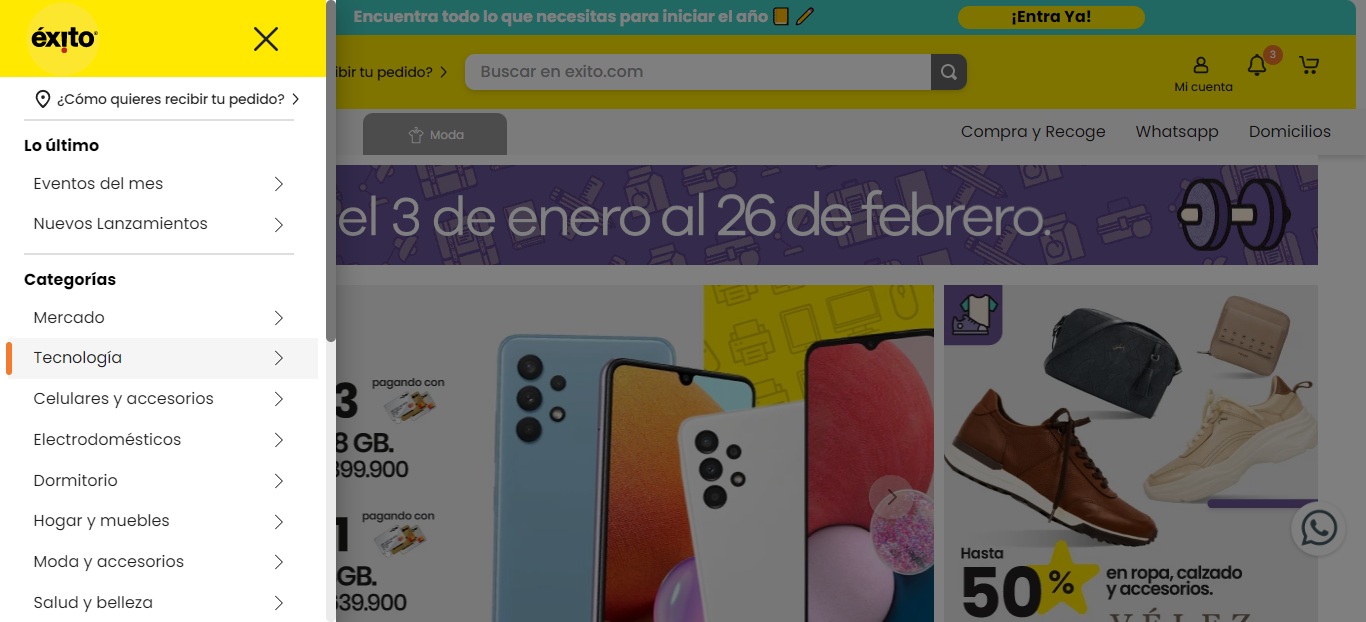 Encuentra todo lo que necesitas para iniciar el año
¡Entra Ya!
éxito
ibir tu pedido?
Buscar en exito.com
3
Mi cuenta
¿Cómo quieres recibir tu pedido?
Moda
Compra y Recoge
Whatsapp
Domicilios
Lo último
Eventos del mes
Nuevos Lanzamientos
el 3 de enero al 26 de febrero.
Categorías
Mercado
Tecnología
Celulares y accesorios
Electrodomésticos
Dormitorio
Hogar y muebles
Moda y accesorios
Salud y belleza
pagando con
3
8 GB.
399.900
pagando con
1
GB.
639.900
Hasta
50%
en ropa, calzado
y accesorios.
VÉLEZ